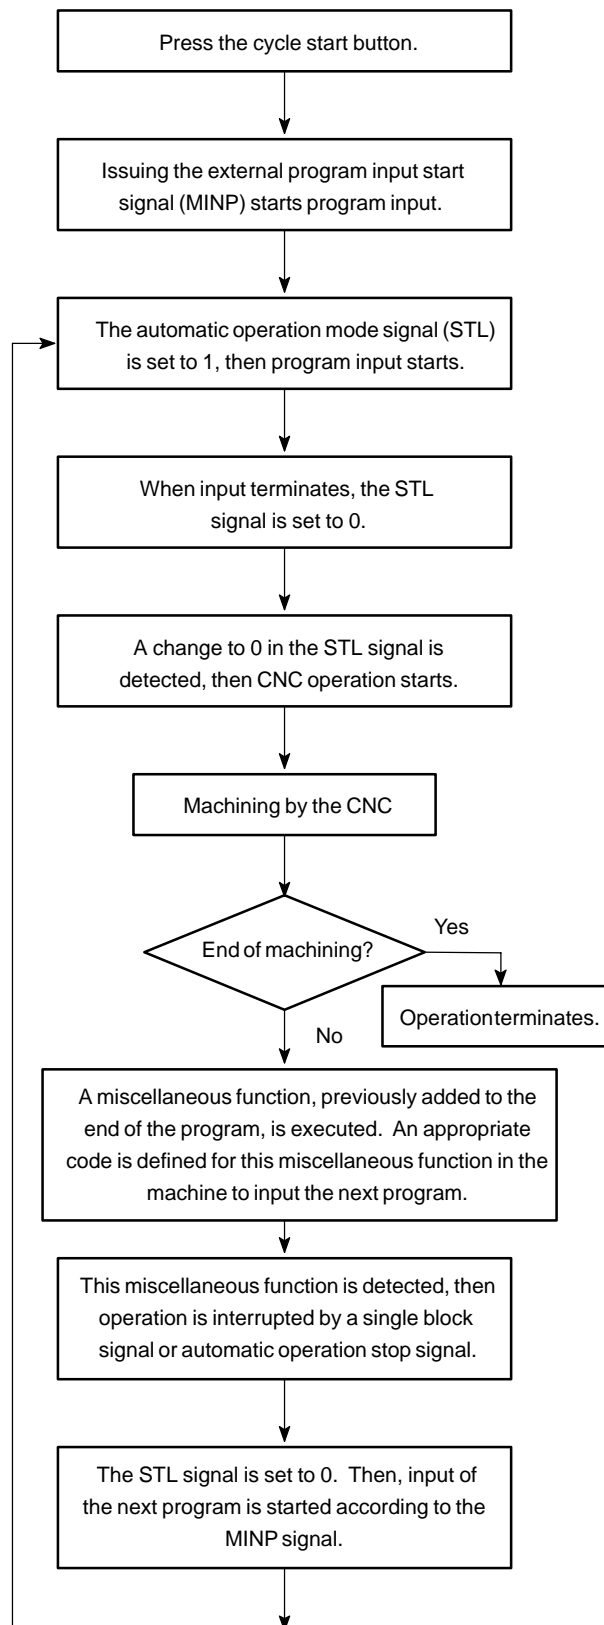 Press the cycle start button.
Issuing the external program input start
signal (MINP) starts program input.
The automatic operation mode signal (STL)
is set to 1, then program input starts.
When input terminates, the STL
signal is set to 0.
A change to 0 in the STL signal is
detected, then CNC operation starts.
Machining by the CNC
End of machining?
Yes
Operation terminates.
No
A miscellaneous function, previously added to the
end of the program, is executed. An appropriate
code is defined for this miscellaneous function in the
machine to input the next program.
This miscellaneous function is detected, then
operation is interrupted by a single block
signal or automatic operation stop signal.
The STL signal is set to 0. Then, input of
the next program is started according to the
MINP signal.